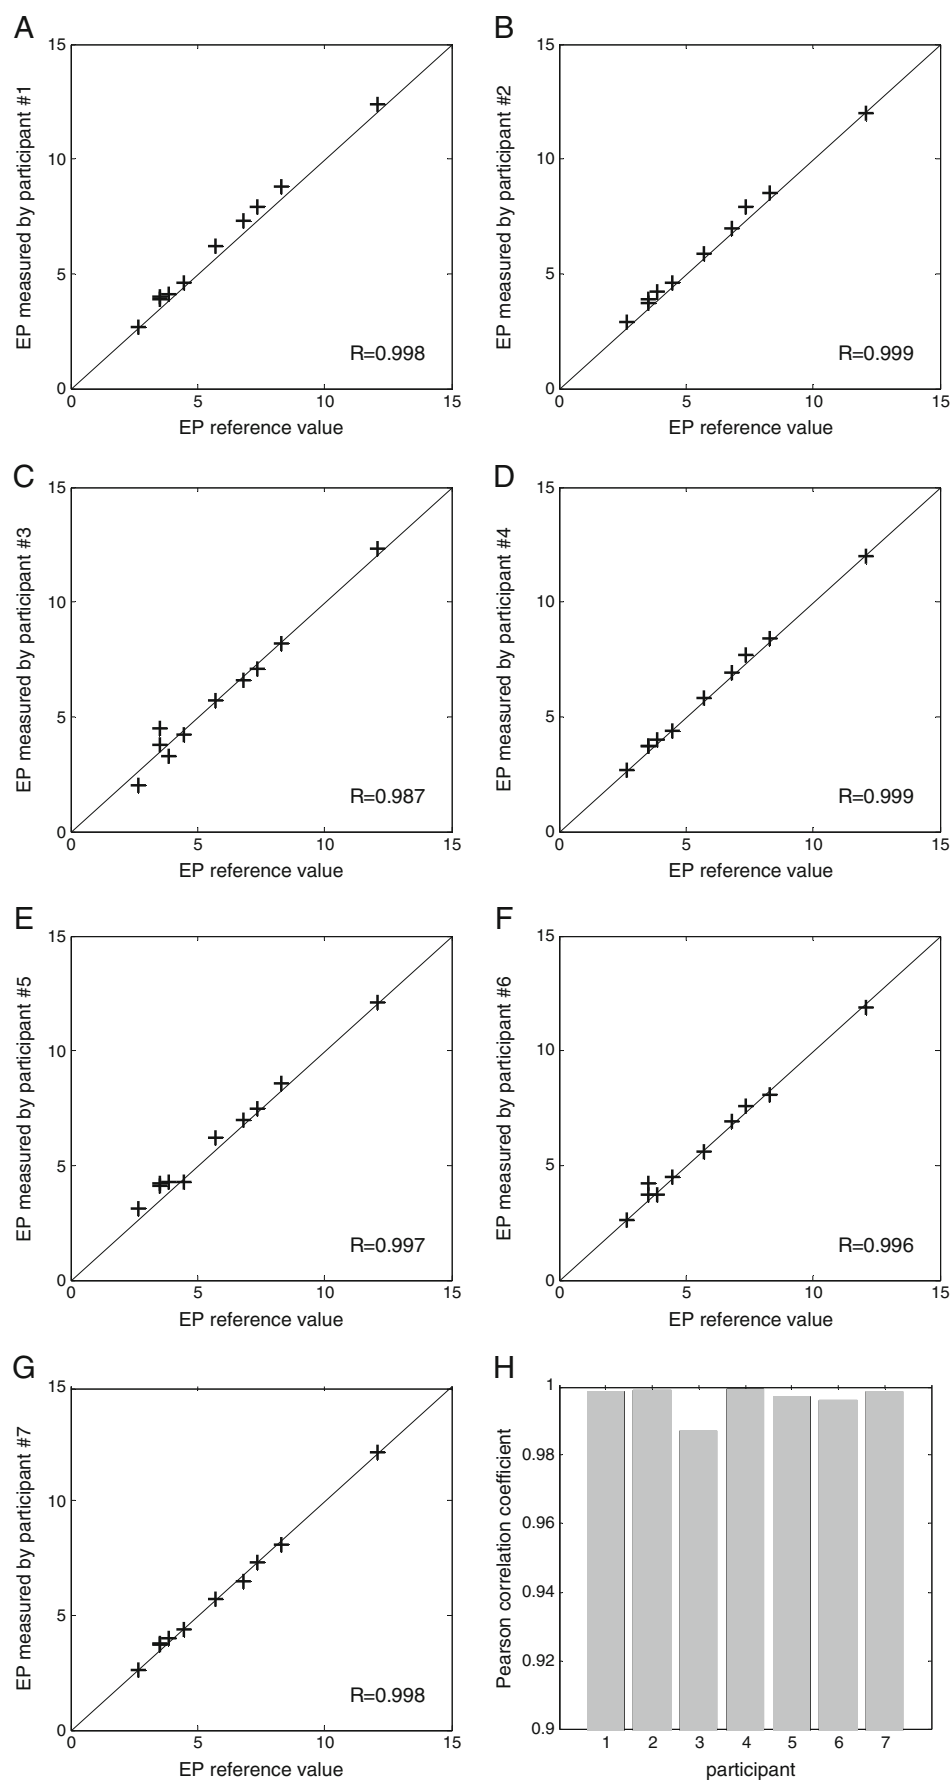 A
15
10
5
0
0 5 10 15
EP measured by participant #1
EP reference value
R=0.998
B
15
10
5
0
0 5 10 15
EP measured by participant #2
EP reference value
R=0.999
C
15
10
5
0
0 5 10 15
EP measured by participant #3
EP reference value
R=0.987
D
15
10
5
0
0 5 10 15
EP measured by participant #4
EP reference value
R=0.999
E
15
10
5
0
0 5 10 15
EP measured by participant #5
EP reference value
R=0.997
F
15
10
5
0
0 5 10 15
EP measured by participant #6
EP reference value
R=0.996
G
15
10
5
0
0 5 10 15
EP measured by participant #7
EP reference value
R=0.998
H
1
0.98
0.96
0.94
0.92
0.9
1 2 3 4 5 6 7
Pearson correlation coefficient
participant